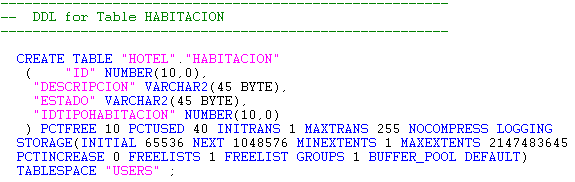 --------------------------------------------------------
--  DDL for Table HABITACION
--------------------------------------------------------
CREATE TABLE "HOTEL"."HABITACION"
( "ID" NUMBER(10,0),
"DESCRIPCION" VARCHAR2(45 BYTE),
"ESTADO" VARCHAR2(45 BYTE),
"IDTIPOHABITACION" NUMBER(10,0)
) PCTFREE 10 PCTUSED 40 INITRANS 1 MAXTRANS 255 NOCOMPRESS LOGGING
STORAGE(INITIAL 65536 NEXT 1048576 MINEXTENTS 1 MAXEXTENTS 2147483645
PCTINCREASE 0 FREELISTS 1 FREELIST GROUPS 1 BUFFER_POOL DEFAULT)
TABLESPACE "USERS" ;